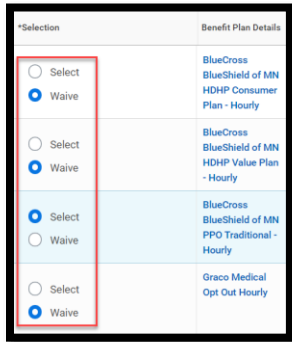 *Selection
Benefit Plan Details
Select
Waive
BlueCross
BlueShield of MN
HDHP Consumer
Plan - Hourly
Select
Waive
BlueCross
BlueShield of MN
HDHP Value Plan
- Hourly
Select
Waive
BlueCross
BlueShield of MN
PPO Traditional -
Hourly
Select
Waive
Graco Medical
Opt Out Hourly